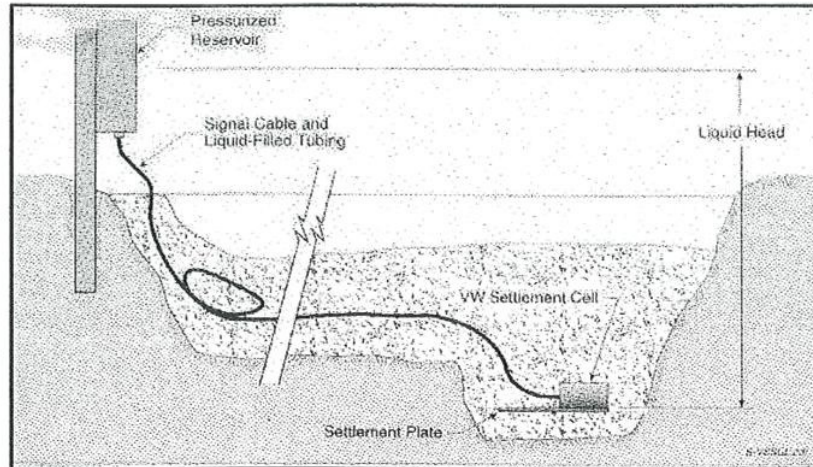 Pressurized
Reservoir
Signal Cable and
Liquid-Filled Tubing
Liquid Head
VW Settlement Cell
Settlement Plate